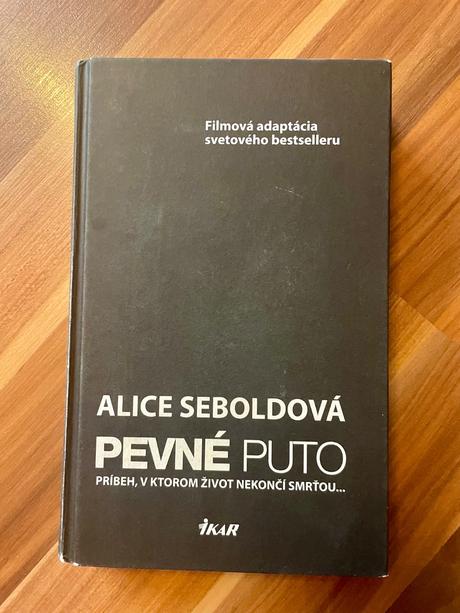 Filmová adaptácia
svetového bestselleru
ALICE SEBOLDOVÁ
PEVNÉ PUTO
PRÍBEH, V KTOROM ŽIVOT NEKONČÍ SMRŤOU...
IKAR